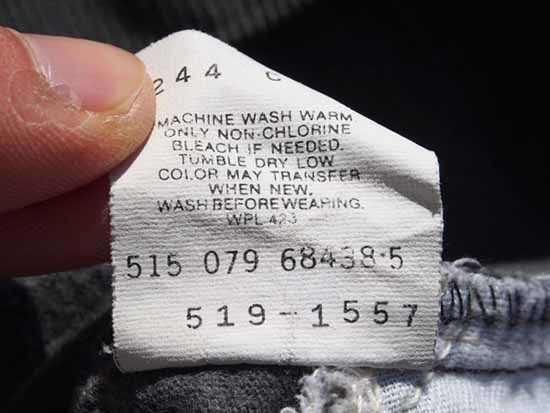 244 C
MACHINE WASH WARM
ONLY NON-CHLORINE
BLEACH IF NEEDED.
TUMBLE DRY LOW
COLOR MAY TRANSFER
WHEN NEW.
WASH BEFORE WEARING.
WPL 423
515 079 68438-5
519-1557